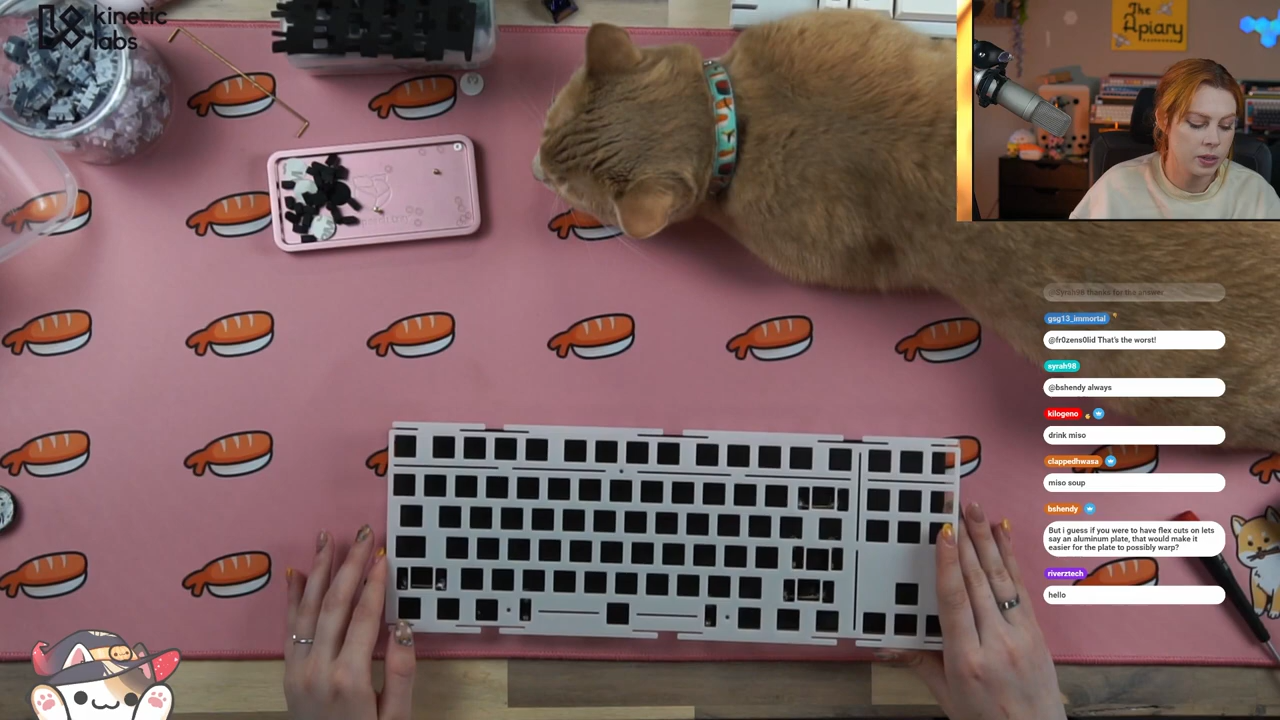 kinetic
labs
The
Apiary
@Syrah98 thanks for the answer
gsg13_immortal
@fr0zens0lid That's the worst!
syrah98
@bshendy always
kilogeno
drink miso
clappedhwasa
miso soup
bshendy
But i guess if you were to have flex cuts on lets
say an aluminum plate, that would make it
easier for the plate to possibly warp?
riverztech
hello